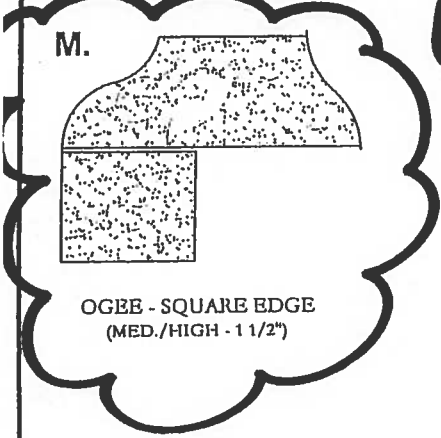 M.
OGEE - SQUARE EDGE
(MED./HIGH - 1 1/2")